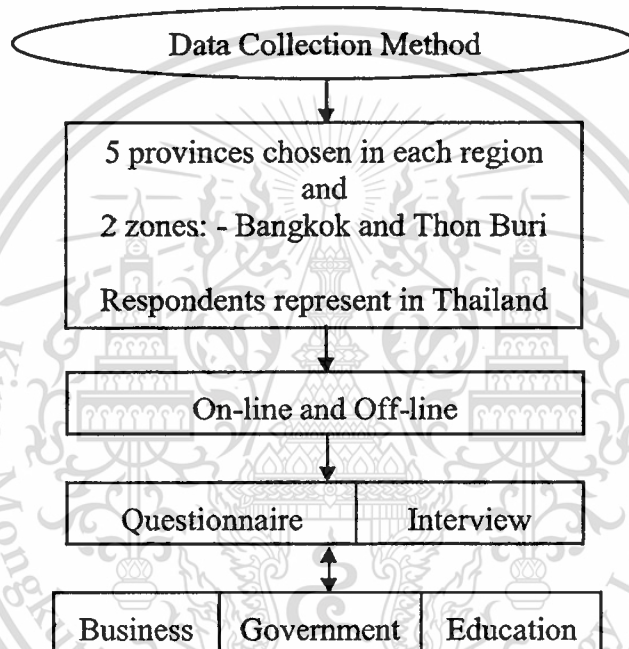 Data Collection Method
5 provinces chosen in each region
and
2 zones: - Bangkok and Thon Buri
Respondents represent in Thailand
On-line and Off-line
Questionnaire Interview
Business Government Education